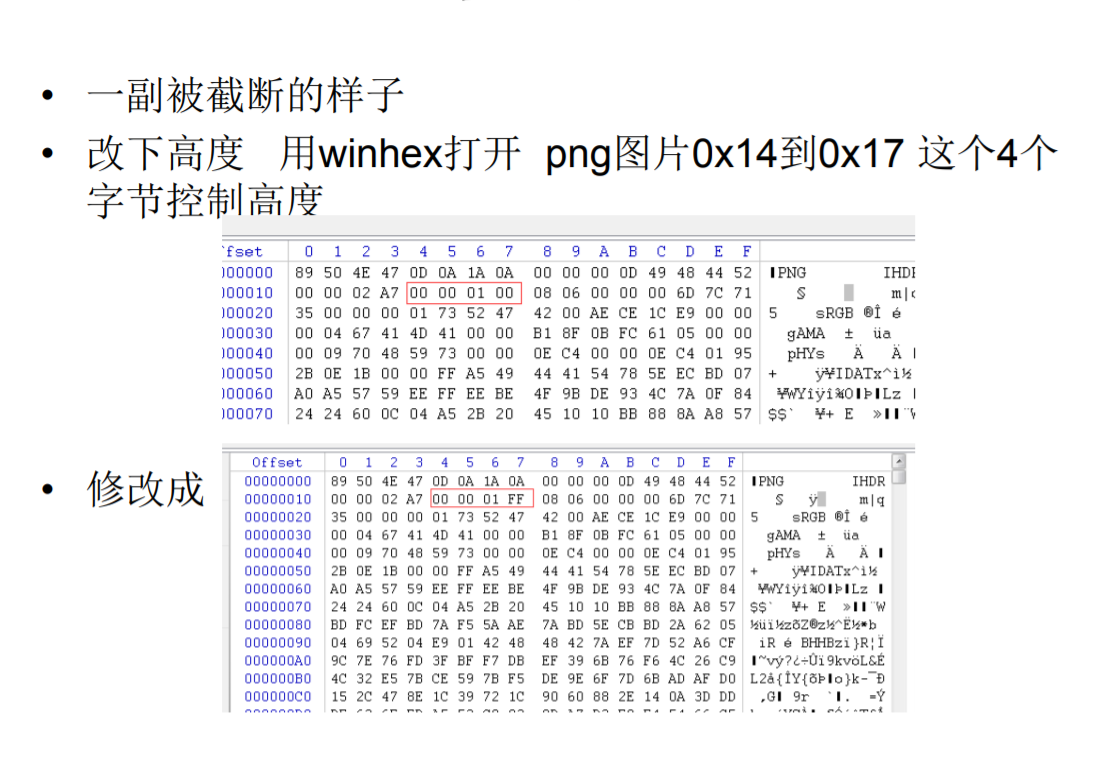 • 一副被截断的样子
• 改下高度 用winhex打开 png图片0x14到0x17 这个4个
字节控制高度
fset 0 1 2 3 4 5 6 7 8 9 A B C D E F
000000 89 50 4E 47 0D 0A 1A 0A 00 00 00 0D 49 48 44 52 PNG IHDR
000010 00 00 02 A7 00 00 01 00 08 06 00 00 00 6D 7C 71 § m|
000020 35 00 00 00 01 73 52 47 42 00 AE CE 1C E9 00 00 5 sRGB ®Î é
000030 00 04 67 41 4D 41 00 00 B1 8F 0B FC 61 05 00 00 gAMA ± üa
000040 00 09 70 48 59 73 00 00 0E C4 00 00 0E C4 01 95 pHYs Ä Ä
000050 2B 0E 1B 00 00 FF A5 49 44 41 54 78 5E EC BD 07 + ÿ¥IDATx^ì½
000060 A0 A5 57 59 EE FF EE BE 4F 9B DE 93 4C 7A 0F 84 ¥WYîÿî¾O Þ Lz
000070 24 24 60 0C 04 A5 2B 20 45 10 10 BB 88 8A A8 57 $$` ¥+ E »
• 修改成
Offset 0 1 2 3 4 5 6 7 8 9 A B C D E F
00000000 89 50 4E 47 0D 0A 1A 0A 00 00 00 0D 49 48 44 52 PNG IHDR
00000010 00 00 02 A7 00 00 01 FF 08 06 00 00 00 6D 7C 71 § ÿ m|q
00000020 35 00 00 00 01 73 52 47 42 00 AE CE 1C E9 00 00 5 sRGB ®Î é
00000030 00 04 67 41 4D 41 00 00 B1 8F 0B FC 61 05 00 00 gAMA ± üa
00000040 00 09 70 48 59 73 00 00 0E C4 00 00 0E C4 01 95 pHYs Ä Ä
00000050 2B 0E 1B 00 00 FF A5 49 44 41 54 78 5E EC BD 07 + ÿ¥IDATx^ì½
00000060 A0 A5 57 59 EE FF EE BE 4F 9B DE 93 4C 7A 0F 84 ¥WYîÿî¾O Þ Lz
00000070 24 24 60 0C 04 A5 2B 20 45 10 10 BB 88 8A A8 57 $$` ¥+ E » ¨W
00000080 BD FC EF BD 7A F5 5A AE 7A BD 5E CB BD 2A 62 05 ½üï½zõZ®z½^Ë½*b
00000090 04 69 52 04 E9 01 42 48 48 42 7A EF 7D 52 A6 CF iR é BHHBzï}R¦Ï
000000A0 9C 7E 76 FD 3F BF F7 DB EF 39 6B 76 F6 4C 26 C9 ~vý?¿÷Ûï9kvöL&É
000000B0 4C 32 E5 7B CE 59 7B F5 DE 9E 6F 7D 6B AD AF D0 L2å{ÎY{õÞ o}k-¯Ð
000000C0 15 2C 47 8E 1C 39 72 1C 90 60 88 2E 14 0A 3D DD ,G 9r ` . =Ý